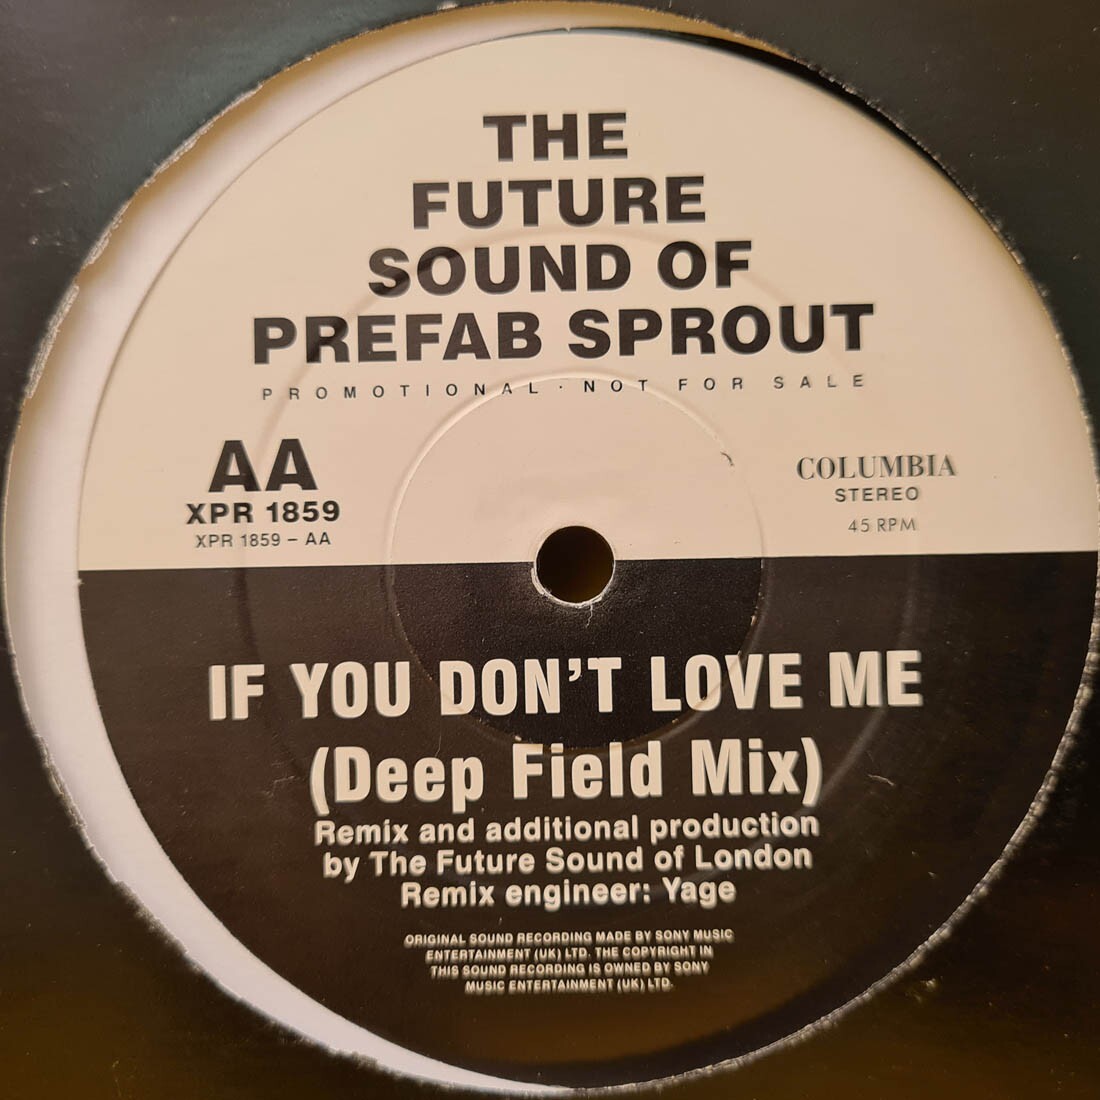 THE
FUTURE
SOUND OF
PREFAB SPROUT
PROMOTIONAL · NOT FOR SALE
AA
XPR 1859
XPR 1859 – AA
COLUMBIA
STEREO
45 RPM
IF YOU DON'T LOVE ME
(Deep Field Mix)
Remix and additional production
by The Future Sound of London
Remix engineer: Yage
ORIGINAL SOUND RECORDING MADE BY SONY MUSIC
ENTERTAINMENT (UK) LTD. THE COPYRIGHT IN
THIS SOUND RECORDING IS OWNED BY SONY
MUSIC ENTERTAINMENT (UK) LTD.